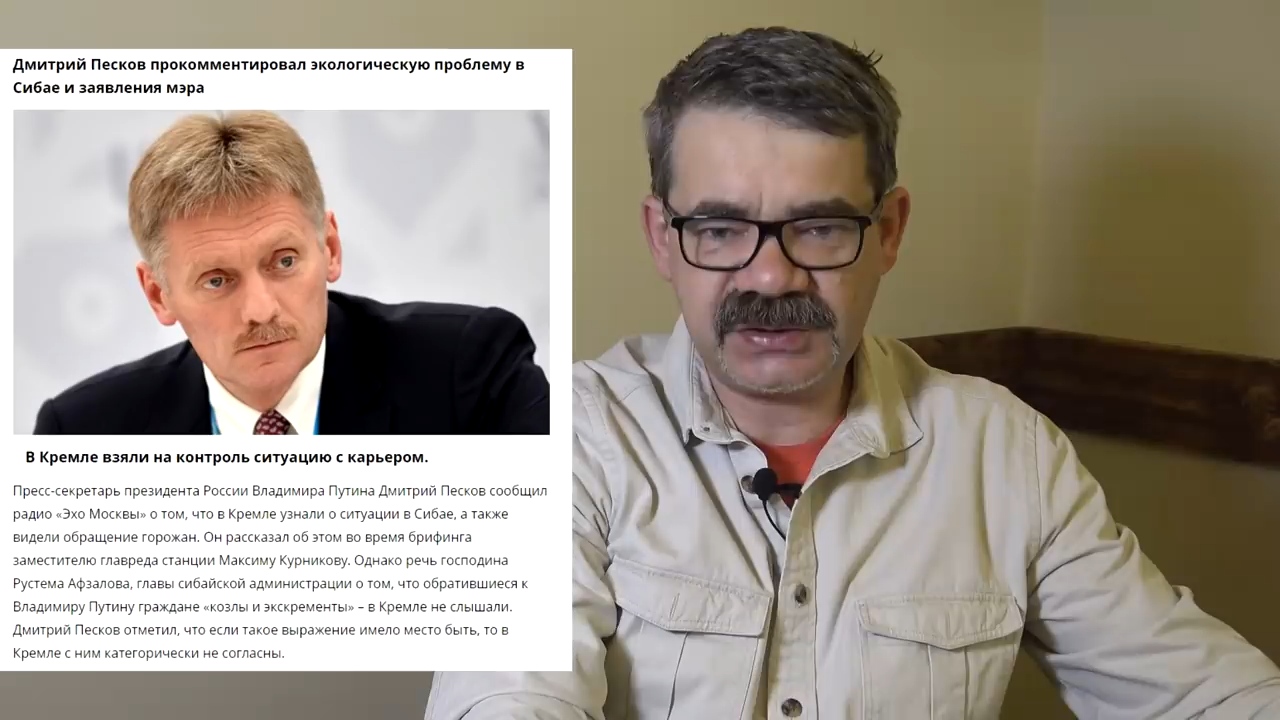 Дмитрий Песков прокомментировал экологическую проблему в
Сибае и заявления мэра
В Кремле взяли на контроль ситуацию с карьером.
Пресс-секретарь президента России Владимира Путина Дмитрий Песков сообщил
радио «Эхо Москвы» о том, что в Кремле узнали о ситуации в Сибае, а также
видели обращение горожан. Он рассказал об этом во время брифинга
заместителю главреда станции Максиму Курникову. Однако речь господина
Рустема Афзалова, главы сибайской администрации о том, что обратившиеся к
Владимиру Путину граждане «козлы и экскременты» – в Кремле не слышали.
Дмитрий Песков отметил, что если такое выражение имело место быть, то в
Кремле с ним категорически не согласны.